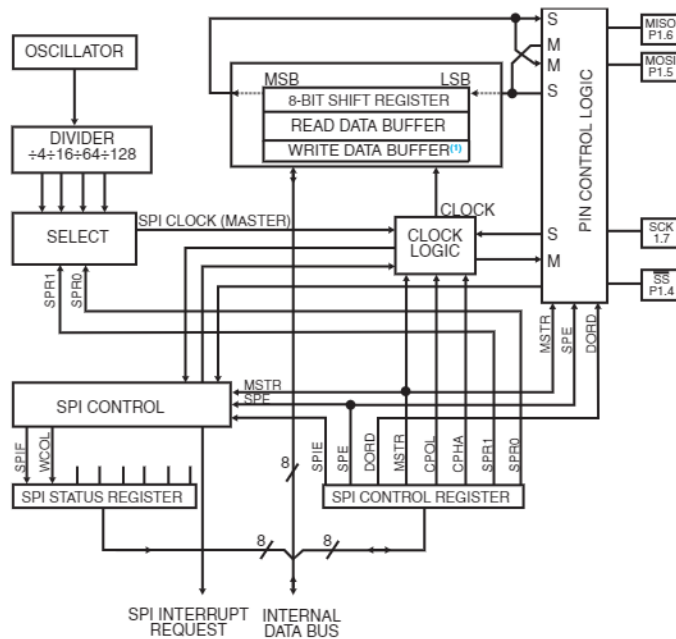 S
MISO
P1.6
M
M
MOSI
P1.5
S
OSCILLATOR
MSB
LSB
8-BIT SHIFT REGISTER
READ DATA BUFFER
WRITE DATA BUFFER(1)
DIVIDER
÷4÷16÷64÷128
PIN CONTROL LOGIC
SPI CLOCK (MASTER)
CLOCK
SELECT
CLOCK
LOGIC
S
M
SCK
1.7
SS
P1.4
SPR1
SPR0
MSTR
SPE
DORD
MSTR
SPE
SPI CONTROL
SPIF
WCOL
8
SPIE
SPE
DORD
MSTR
CPOL
CPHA
SPR1
SPR0
SPI STATUS REGISTER
SPI CONTROL REGISTER
8
8
SPI INTERRUPT
REQUEST
INTERNAL
DATA BUS